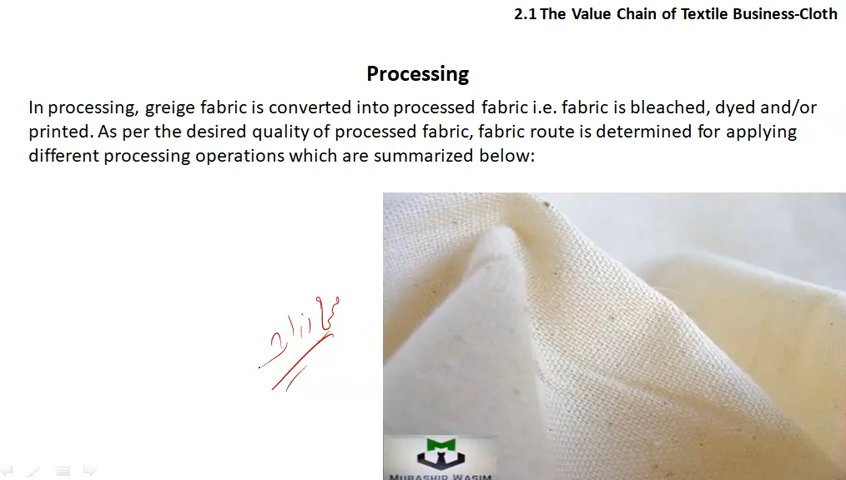 2.1 The Value Chain of Textile Business-Cloth
Processing
In processing, greige fabric is converted into processed fabric i.e. fabric is bleached, dyed and/or
printed. As per the desired quality of processed fabric, fabric route is determined for applying
different processing operations which are summarized below:
MUBASHIR WASIM